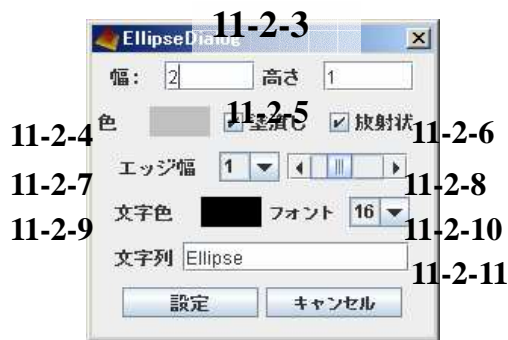 11-2-3
EllipseDialog
幅: 2 高さ 1
11-2-5
色 塗潰し 放射状
11-2-4 11-2-6
エッジ幅 1
11-2-7 11-2-8
文字色 フォント 16
11-2-9 11-2-10
文字列 Ellipse
11-2-11
設定 キャンセル